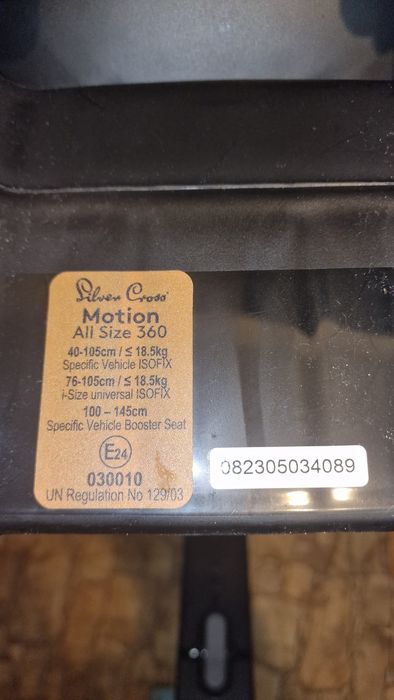 Silver Cross
Motion
All Size 360
40-105cm / ≤ 18.5kg
Specific Vehicle ISOFIX
76-105cm / ≤ 18.5kg
i-Size universal ISOFIX
100 – 145cm
Specific Vehicle Booster Seat
E24
030010
UN Regulation No 129/03
082305034089